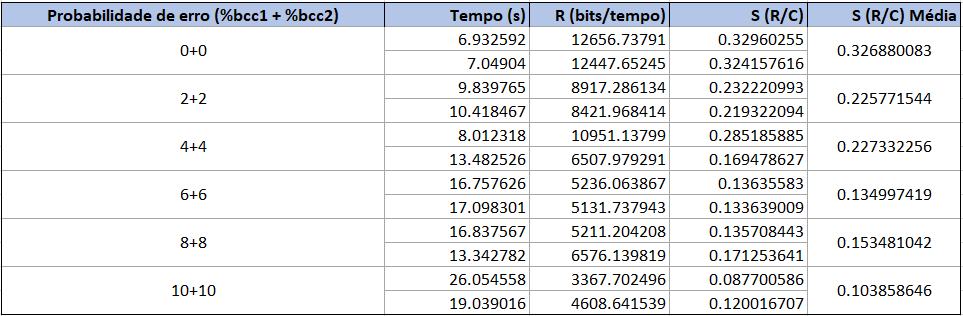 Probabilidade de erro (%bcc1 + %bcc2) Tempo (s) R (bits/tempo) S (R/C) S (R/C) Média
0+0 6.932592 12656.73791 0.32960255 0.326880083
7.04904 12447.65245 0.324157616
2+2 9.839765 8917.286134 0.232220993 0.225771544
10.418467 8421.968414 0.219322094
4+4 8.012318 10951.13799 0.285185885 0.227332256
13.482526 6507.979291 0.169478627
6+6 16.757626 5236.063867 0.13635583 0.134997419
17.098301 5131.737943 0.133639009
8+8 16.837567 5211.204208 0.135708443 0.153481042
13.342782 6576.139819 0.171253641
10+10 26.054558 3367.702496 0.087700586 0.103858646
19.039016 4608.641539 0.120016707